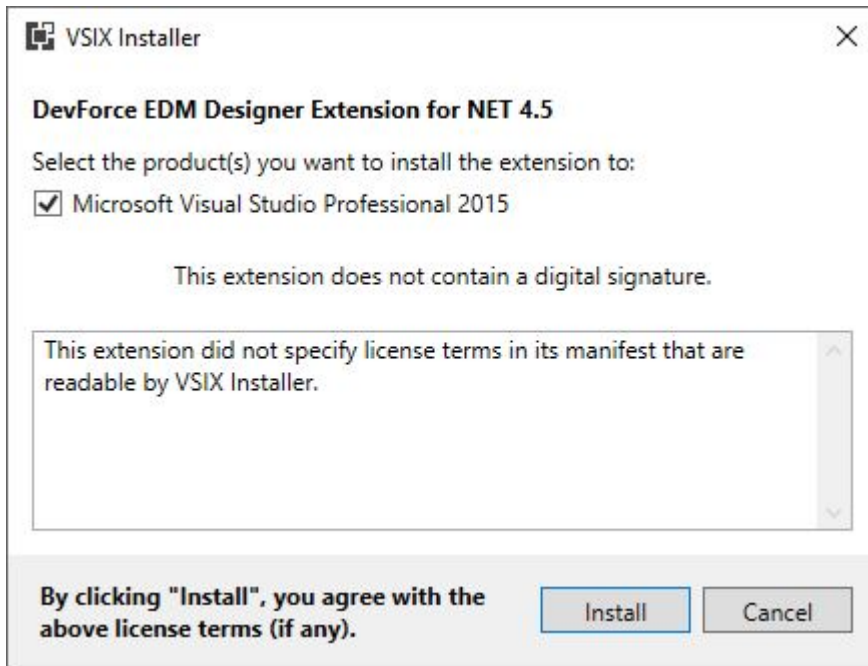 VSIX Installer
DevForce EDM Designer Extension for NET 4.5
Select the product(s) you want to install the extension to:
Microsoft Visual Studio Professional 2015
This extension does not contain a digital signature.
This extension did not specify license terms in its manifest that are
readable by VSIX Installer.
By clicking "Install", you agree with the
above license terms (if any).
Install
Cancel